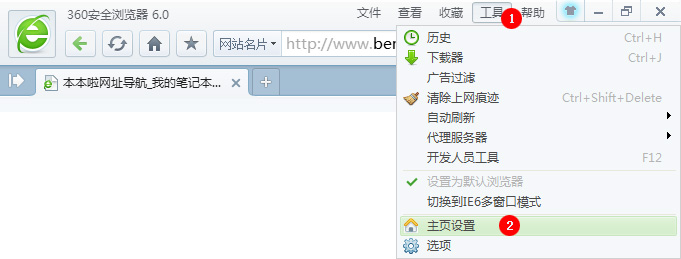 360安全浏览器 6.0
文件 查看 收藏 工具 帮助
1
网站名片 http://www.ben
本本啦网址导航_我的笔记本...
历史 Ctrl+H
下载器 Ctrl+J
广告过滤
清除上网痕迹 Ctrl+Shift+Delete
自动刷新
代理服务器
开发人员工具 F12
设置为默认浏览器
切换到IE6多窗口模式
主页设置 2
选项